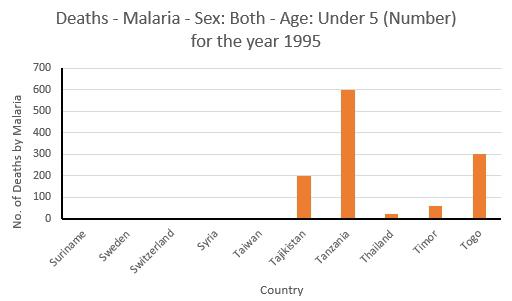 Deaths - Malaria - Sex: Both - Age: Under 5 (Number)
for the year 1995
700
600
500
400
300
200
100
0
No. of Deaths by Malaria
Suriname
Sweden
Switzerland
Syria
Taiwan
Tajikistan
Tanzania
Thailand
Timor
Togo
Country